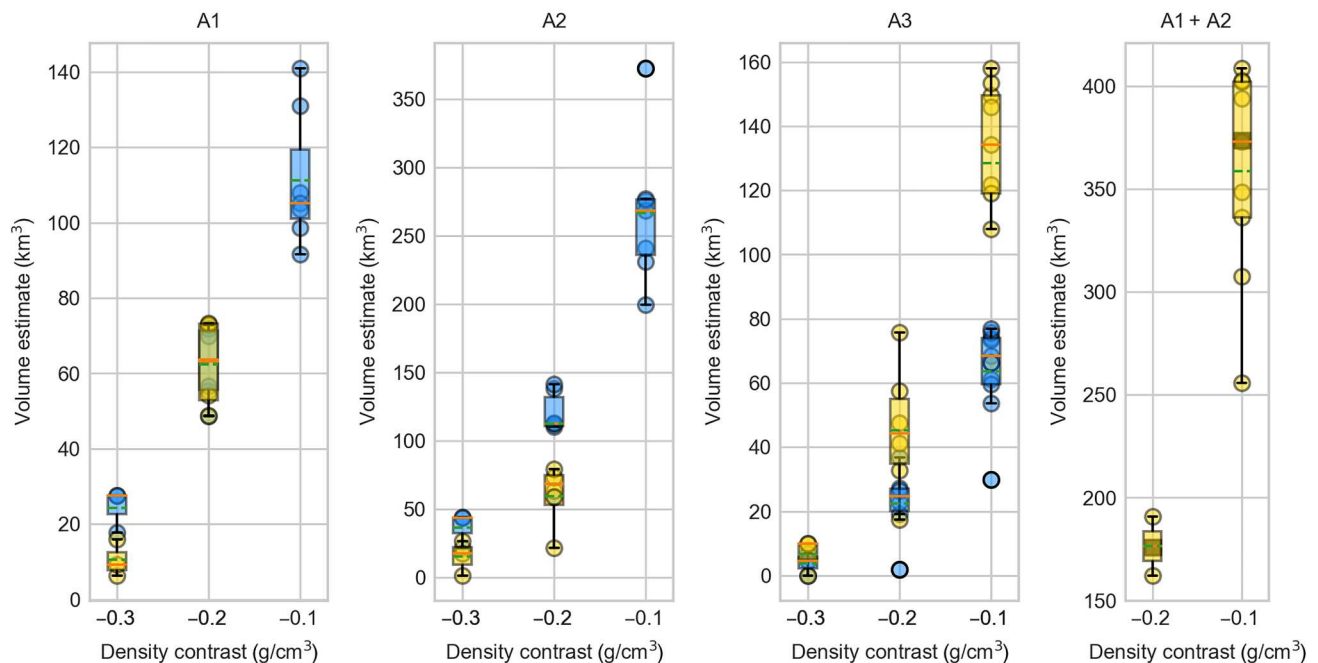 A1
A2
A3
A1 + A2
Volume estimate (km³)
140
120
100
80
60
40
20
0
−0.3 −0.2 −0.1
Density contrast (g/cm³)
Volume estimate (km³)
350
300
250
200
150
100
50
0
−0.3 −0.2 −0.1
Density contrast (g/cm³)
Volume estimate (km³)
160
140
120
100
80
60
40
20
0
−0.3 −0.2 −0.1
Density contrast (g/cm³)
Volume estimate (km³)
400
350
300
250
200
150
−0.2 −0.1
Density contrast (g/cm³)